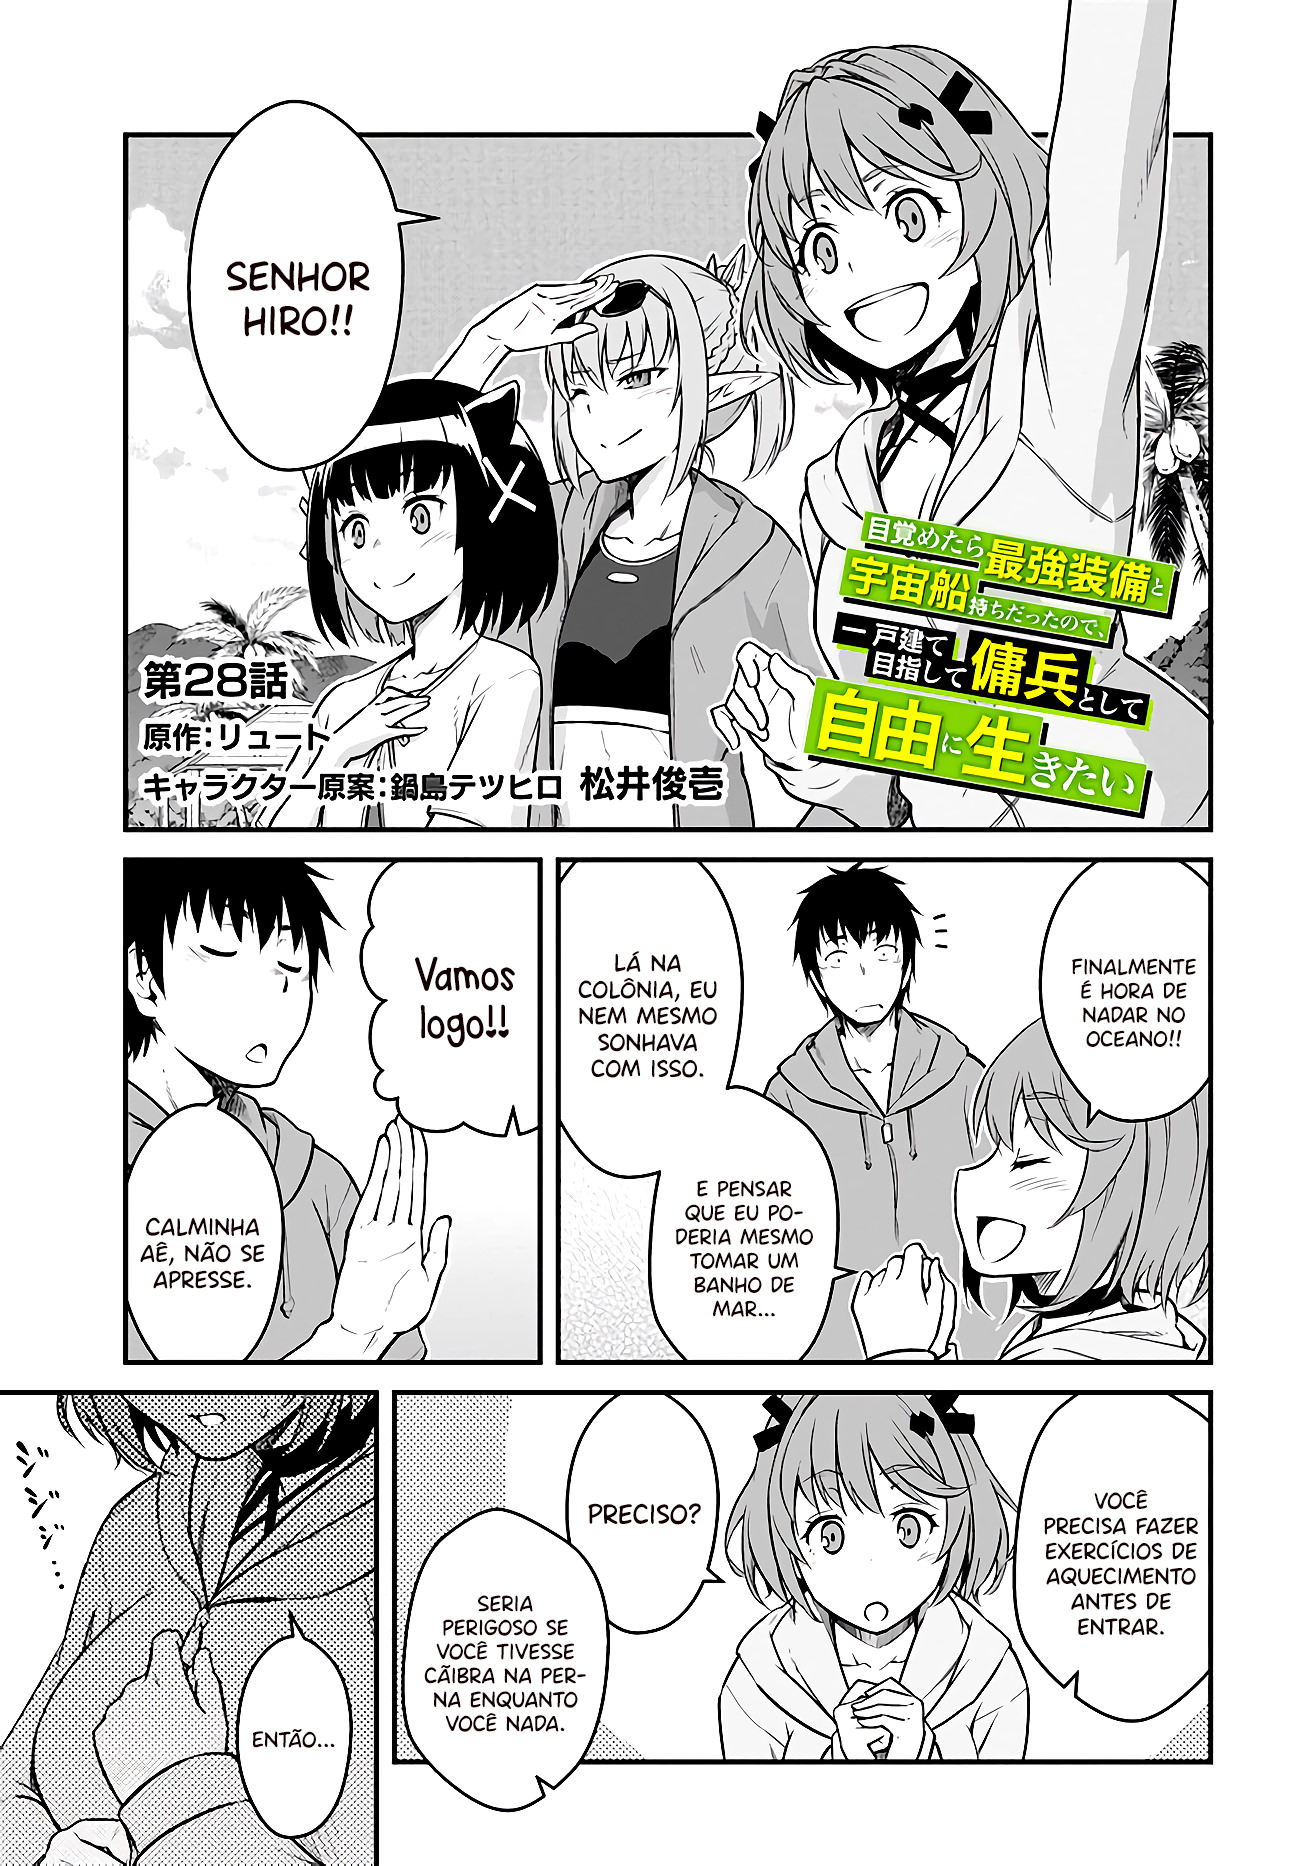 SENHOR
HIRO!!
目覚めたら最強装備と
宇宙船持ちだったので、
一戸建て
目指して傭兵として
自由に生きたい
第28話
原作：リュート
キャラクター原案：鍋島テツヒロ 松井俊壱
FINALMENTE
É HORA DE
NADAR NO
OCEANO!!
LÁ NA
COLÔNIA, EU
NEM MESMO
SONHAVA
COM ISSO.
E PENSAR
QUE EU PO-
DERIA MESMO
TOMAR UM
BANHO DE
MAR...
Vamos
logo!!
CALMINHA
AÊ, NÃO SE
APRESSE.
VOCÊ
PRECISA FAZER
EXERCÍCIOS DE
AQUECIMENTO
ANTES DE
ENTRAR.
PRECISO?
SERIA
PERIGOSO SE
VOCÊ TIVESSE
CÃIBRA NA PER-
NA ENQUANTO
VOCÊ NADA.
ENTÃO...